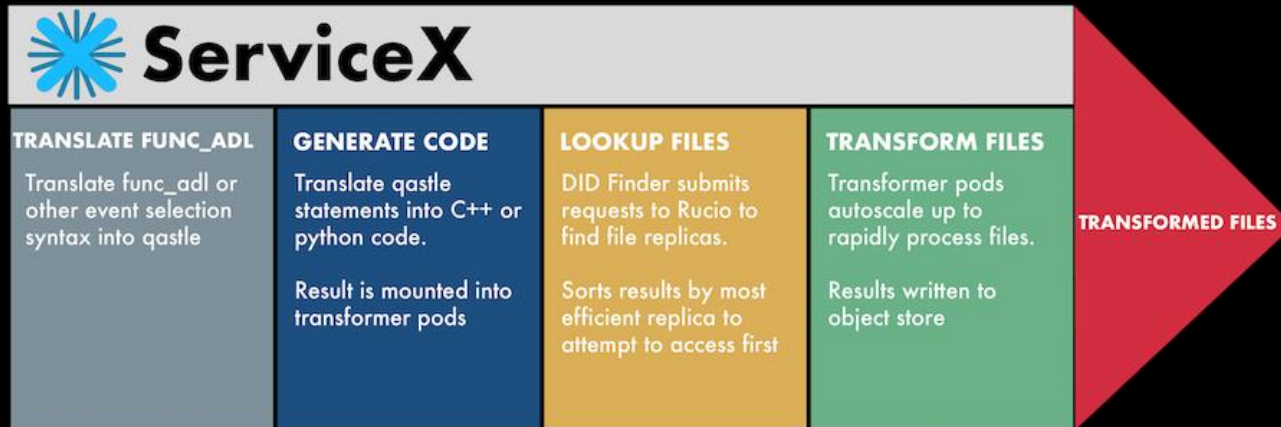 ServiceX
TRANSLATE FUNC_ADL
Translate func_adl or
other event selection
syntax into qastle
GENERATE CODE
Translate qastle
statements into C++ or
python code.
Result is mounted into
transformer pods
LOOKUP FILES
DID Finder submits
requests to Rucio to
find file replicas.
Sorts results by most
efficient replica to
attempt to access first
TRANSFORM FILES
Transformer pods
autoscale up to
rapidly process files.
Results written to
object store
TRANSFORMED FILES